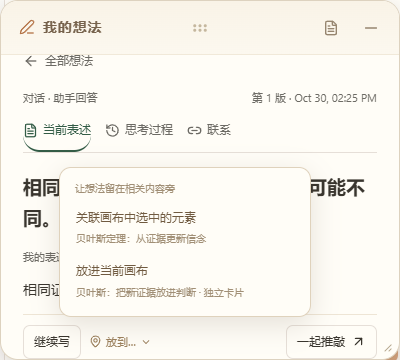 我的想法
全部想法
对话 · 助手回答
第 1 版 · Oct 30, 02:25 PM
当前表述
思考过程
联系
相同
可能不
同。
让想法留在相关内容旁
关联画布中选中的元素
贝叶斯定理：从证据更新信念
放进当前画布
贝叶斯：把新证据放进判断 · 独立卡片
我的表
相同证
继续写
放到...
一起推敲